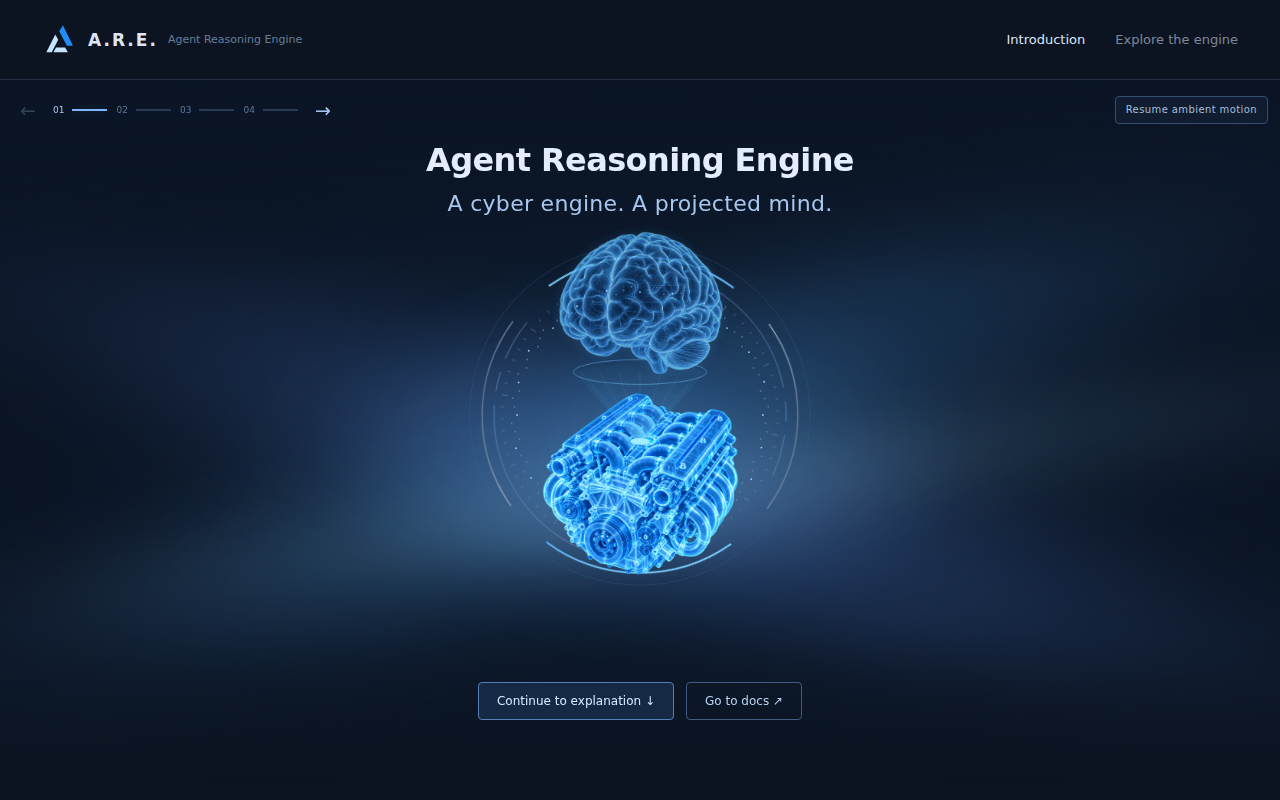 A.R.E. Agent Reasoning Engine
Introduction
Explore the engine
← 01 02 03 04 →
Resume ambient motion
Agent Reasoning Engine
A cyber engine. A projected mind.
Continue to explanation ↓
Go to docs ↗